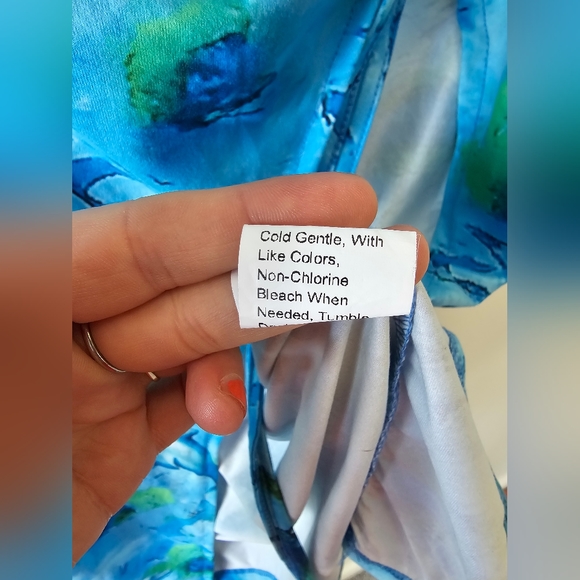 Cold Gentle, With
Like Colors,
Non-Chlorine
Bleach When
Needed, Tumble